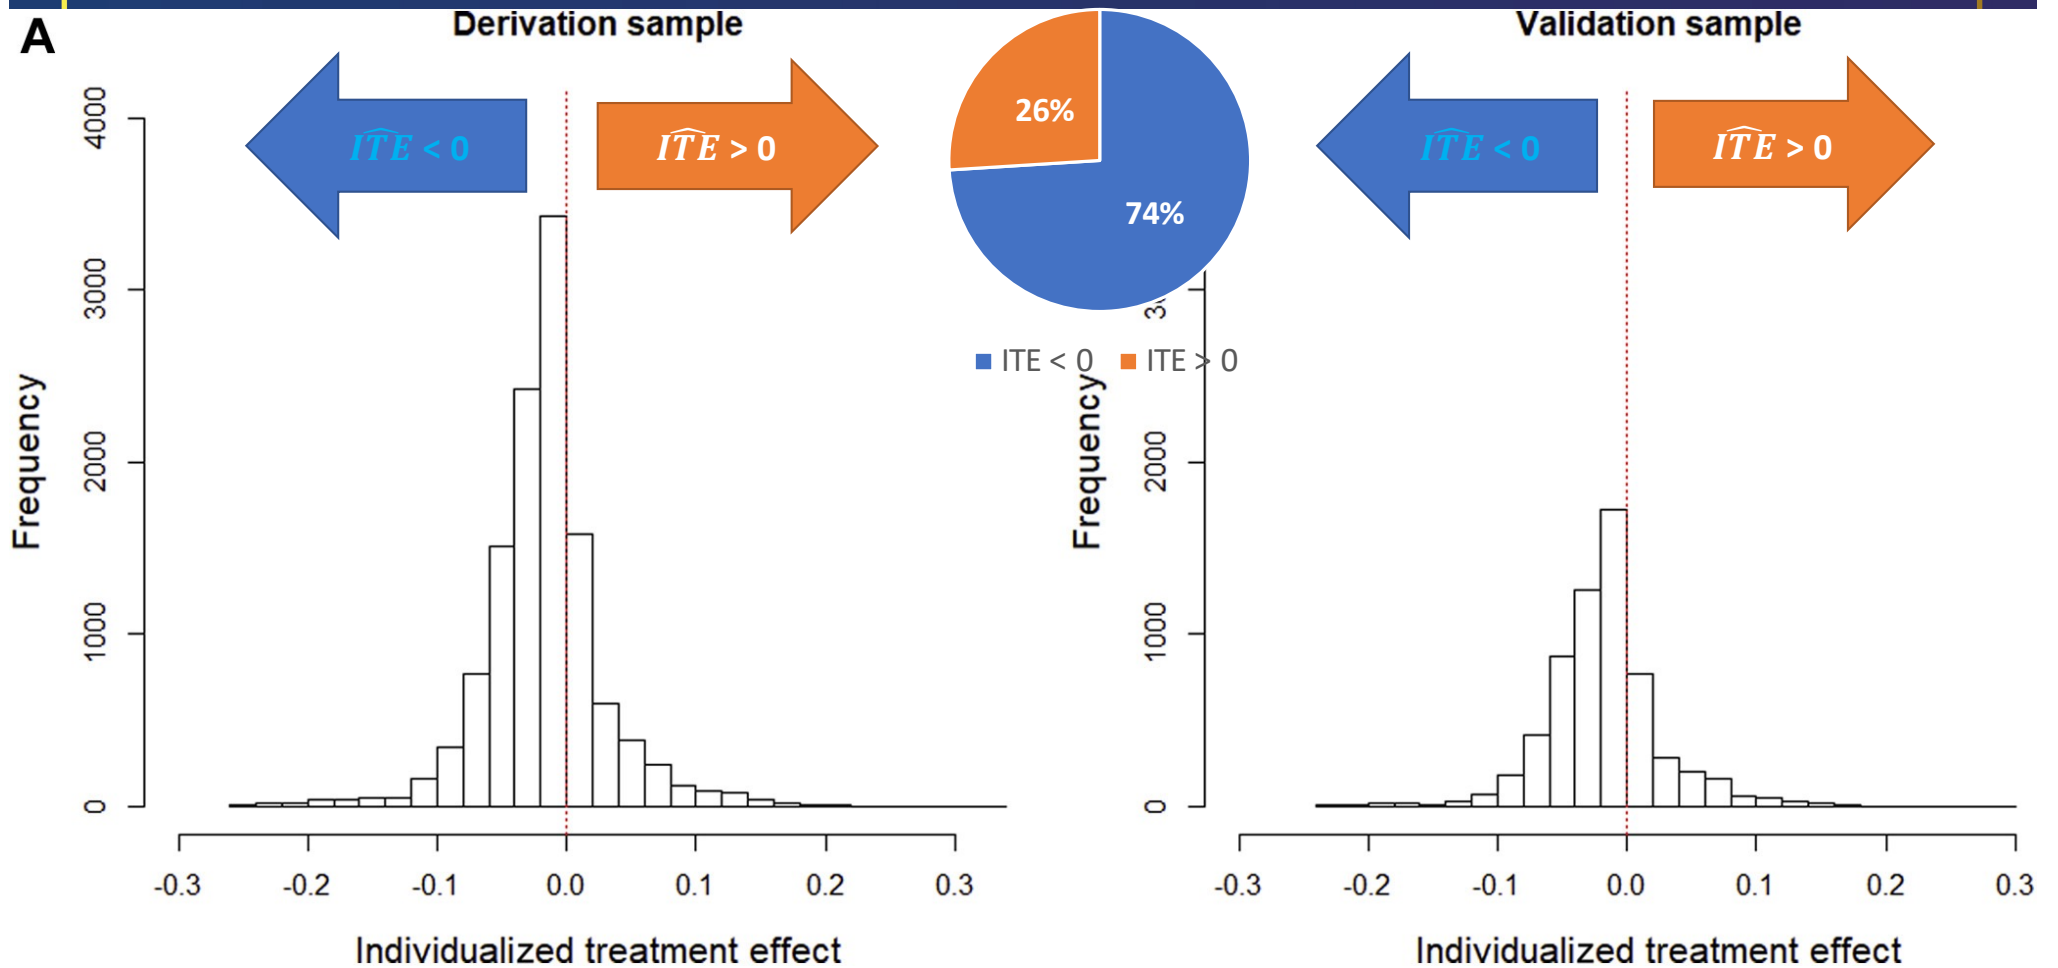 A
Derivation sample
Validation sample
ITE < 0
ITE > 0
26%
74%
ITE < 0
ITE > 0
ITE < 0
ITE > 0
Frequency
4000
3000
2000
1000
0
-0.3 -0.2 -0.1 0.0 0.1 0.2 0.3
Individualized treatment effect
Frequency
2000
1000
0
-0.3 -0.2 -0.1 0.0 0.1 0.2 0.3
Individualized treatment effect